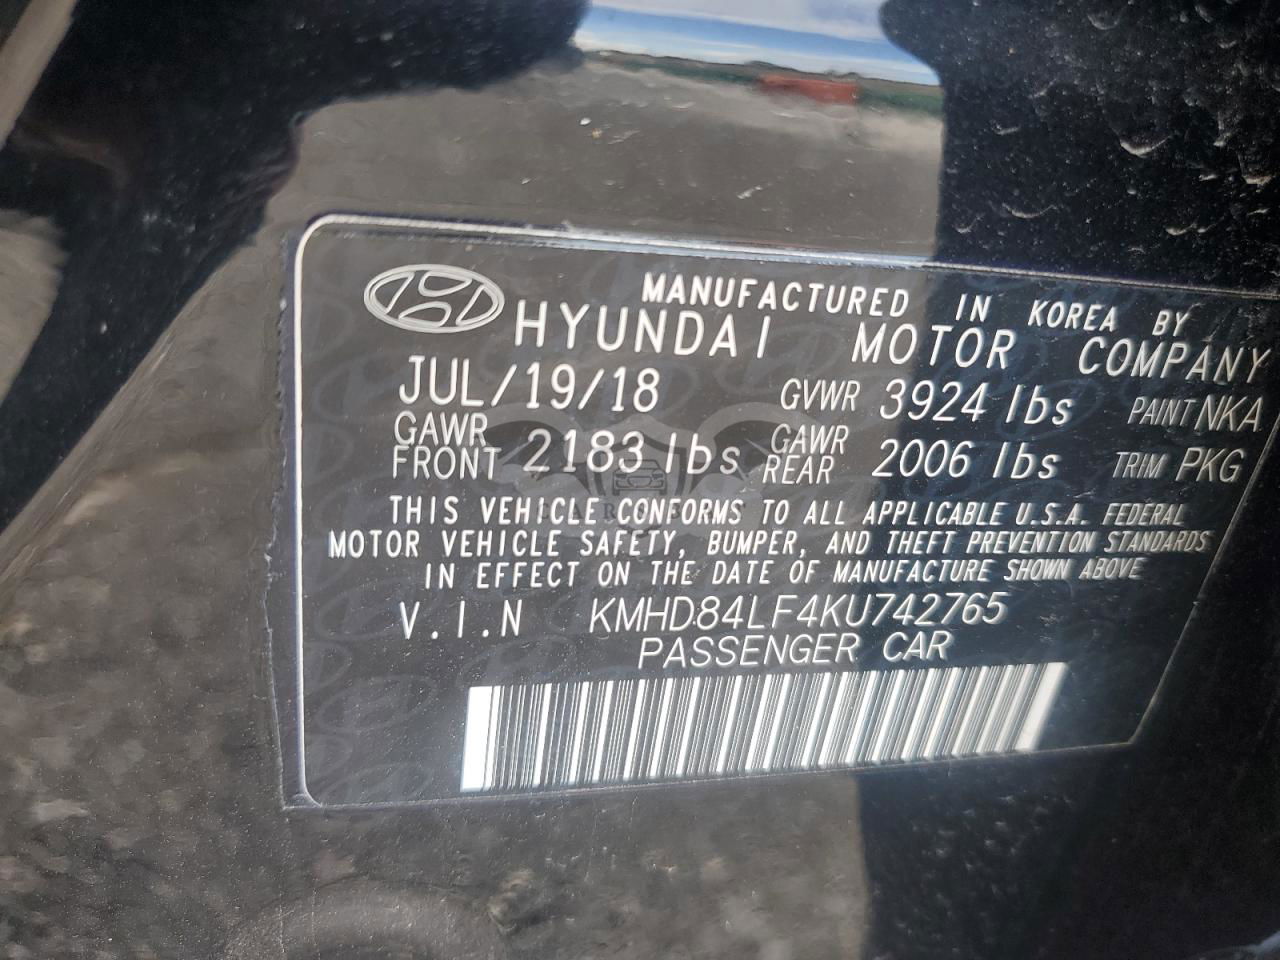 MANUFACTURED IN KOREA BY
HYUNDAI MOTOR COMPANY
JUL/19/18 GVWR 3924 lbs PAINT NKA
GAWR FRONT 2183 lbs GAWR REAR 2006 lbs TRIM PKG
THIS VEHICLE CONFORMS TO ALL APPLICABLE U.S.A. FEDERAL
MOTOR VEHICLE SAFETY, BUMPER, AND THEFT PREVENTION STANDARDS
IN EFFECT ON THE DATE OF MANUFACTURE SHOWN ABOVE
V.I.N KMHD84LF4KU742765
PASSENGER CAR